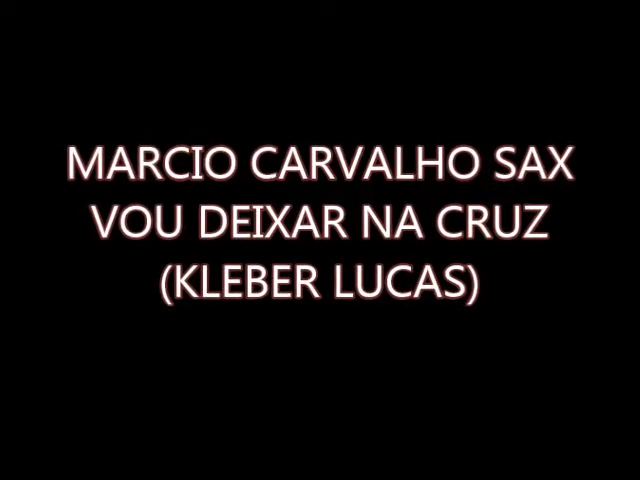 MARCIO CARVALHO SAX
VOU DEIXAR NA CRUZ
(KLEBER LUCAS)